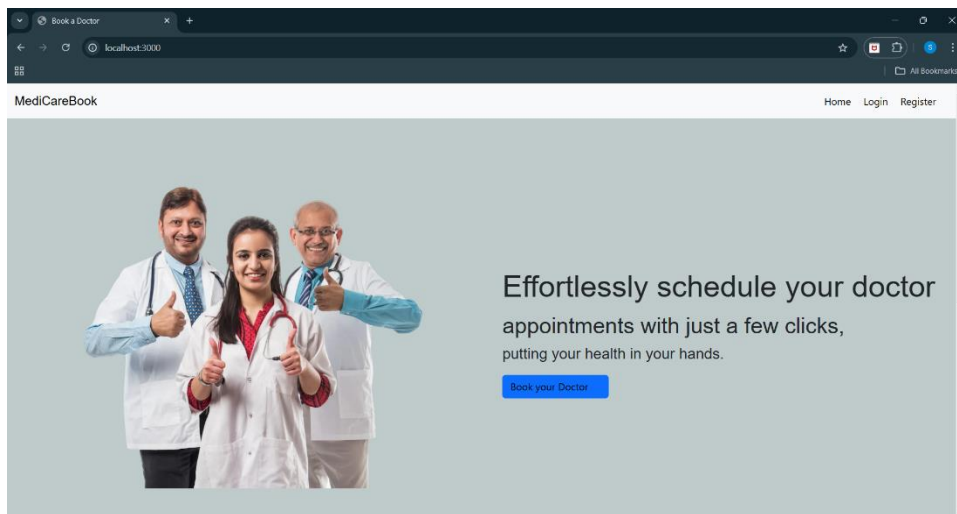 Book a Doctor
localhost:3000
S
All Bookmarks
MediCareBook
Home Login Register
Effortlessly schedule your doctor
appointments with just a few clicks,
putting your health in your hands.
Book your Doctor